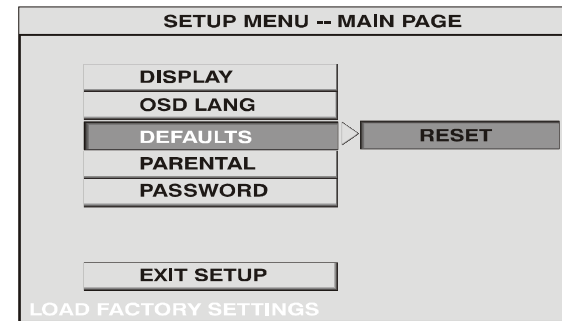 SETUP MENU -- MAIN PAGE
DISPLAY
OSD LANG
DEFAULTS RESET
PARENTAL
PASSWORD
EXIT SETUP
LOAD FACTORY SETTINGS